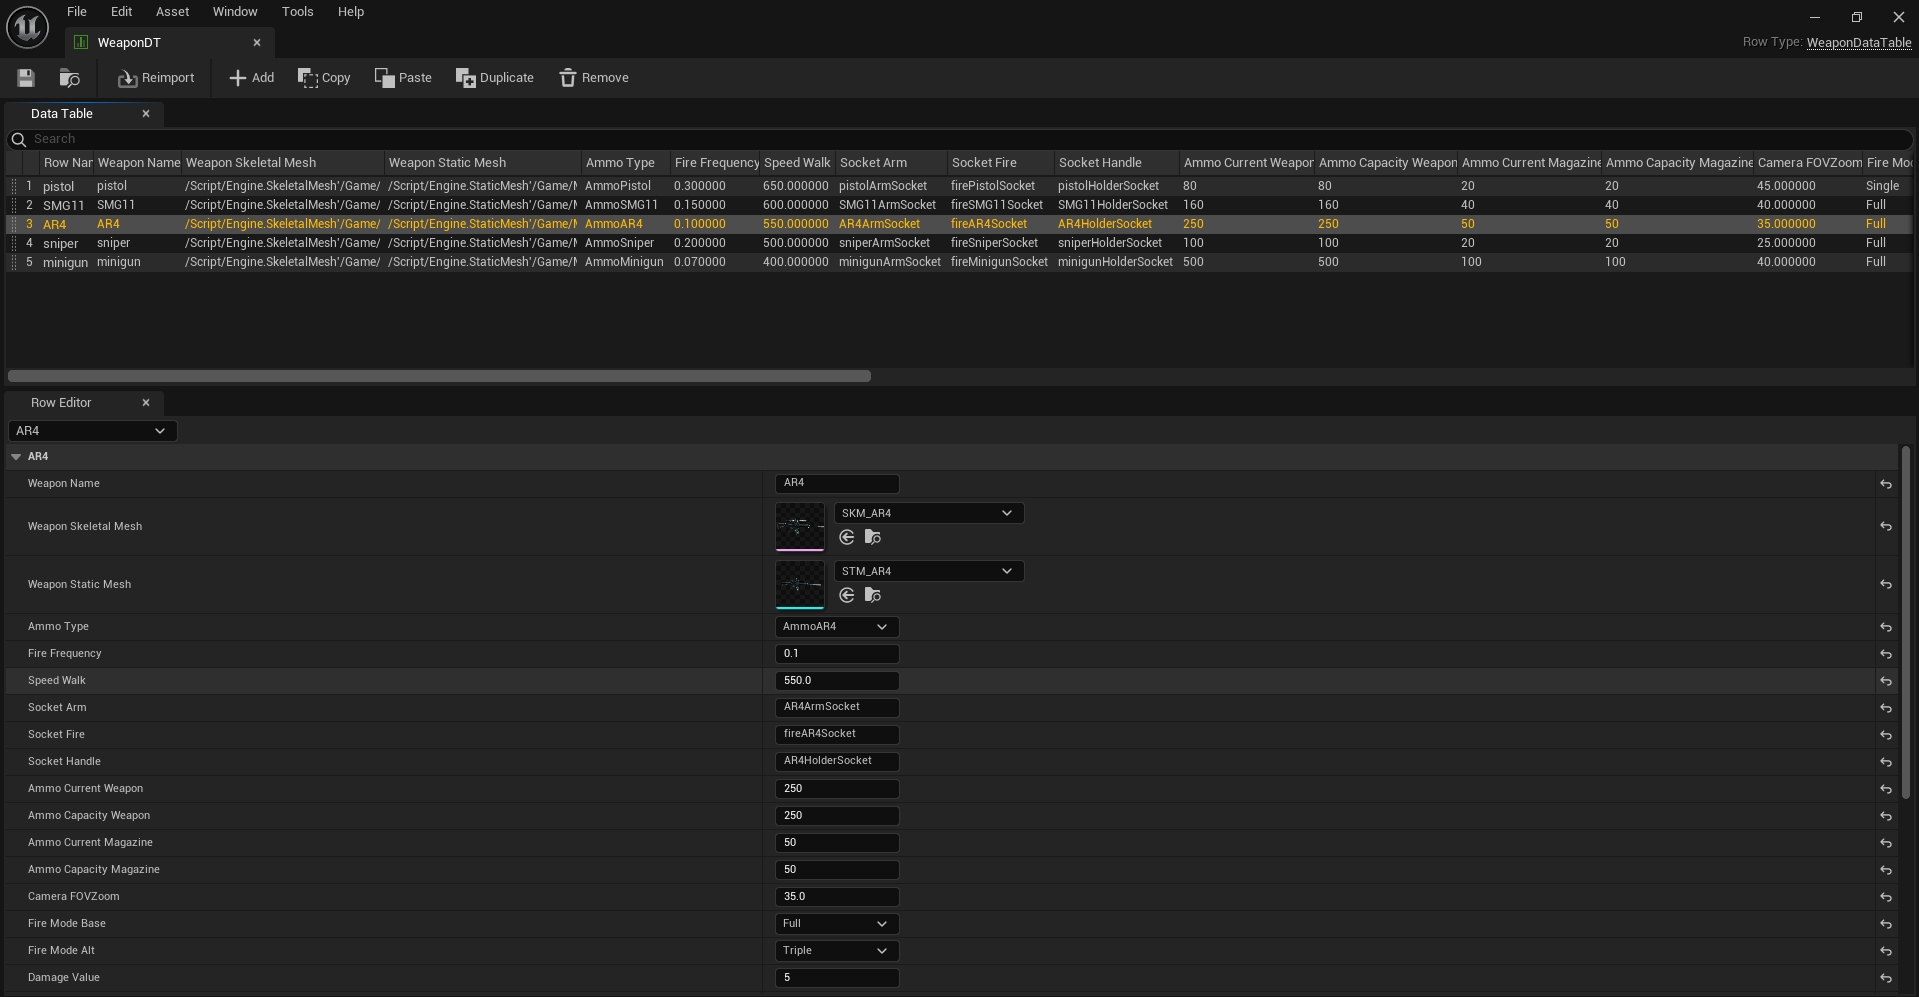 File Edit Asset Window Tools Help
WeaponDT
Row Type: WeaponDataTable
Reimport Add Copy Paste Duplicate Remove
Data Table
Search
Row Nar Weapon Name Weapon Skeletal Mesh Weapon Static Mesh Ammo Type Fire Frequency Speed Walk Socket Arm Socket Fire Socket Handle Ammo Current Weapon Ammo Capacity Weapon Ammo Current Magazine Ammo Capacity Magazine Camera FOVZoom Fire Mo
1 pistol pistol /Script/Engine.SkeletalMesh'/Game/ /Script/Engine.StaticMesh'/Game/M AmmoPistol 0.300000 650.000000 pistolArmSocket firePistolSocket pistolHolderSocket 80 80 20 20 45.000000 Single
2 SMG11 SMG11 /Script/Engine.SkeletalMesh'/Game/ /Script/Engine.StaticMesh'/Game/M AmmoSMG11 0.150000 600.000000 SMG11ArmSocket fireSMG11Socket SMG11HolderSocket 160 160 40 40 40.000000 Full
3 AR4 AR4 /Script/Engine.SkeletalMesh'/Game/ /Script/Engine.StaticMesh'/Game/M AmmoAR4 0.100000 550.000000 AR4ArmSocket fireAR4Socket AR4HolderSocket 250 250 50 50 35.000000 Full
4 sniper sniper /Script/Engine.SkeletalMesh'/Game/ /Script/Engine.StaticMesh'/Game/M AmmoSniper 0.200000 500.000000 sniperArmSocket fireSniperSocket sniperHolderSocket 100 100 20 20 25.000000 Full
5 minigun minigun /Script/Engine.SkeletalMesh'/Game/ /Script/Engine.StaticMesh'/Game/M AmmoMinigun 0.070000 400.000000 minigunArmSocket fireMinigunSocket minigunHolderSocket 500 500 100 100 40.000000 Full
Row Editor
AR4
AR4
Weapon Name AR4
Weapon Skeletal Mesh SKM_AR4
Weapon Static Mesh STM_AR4
Ammo Type AmmoAR4
Fire Frequency 0.1
Speed Walk 550.0
Socket Arm AR4ArmSocket
Socket Fire fireAR4Socket
Socket Handle AR4HolderSocket
Ammo Current Weapon 250
Ammo Capacity Weapon 250
Ammo Current Magazine 50
Ammo Capacity Magazine 50
Camera FOVZoom 35.0
Fire Mode Base Full
Fire Mode Alt Triple
Damage Value 5